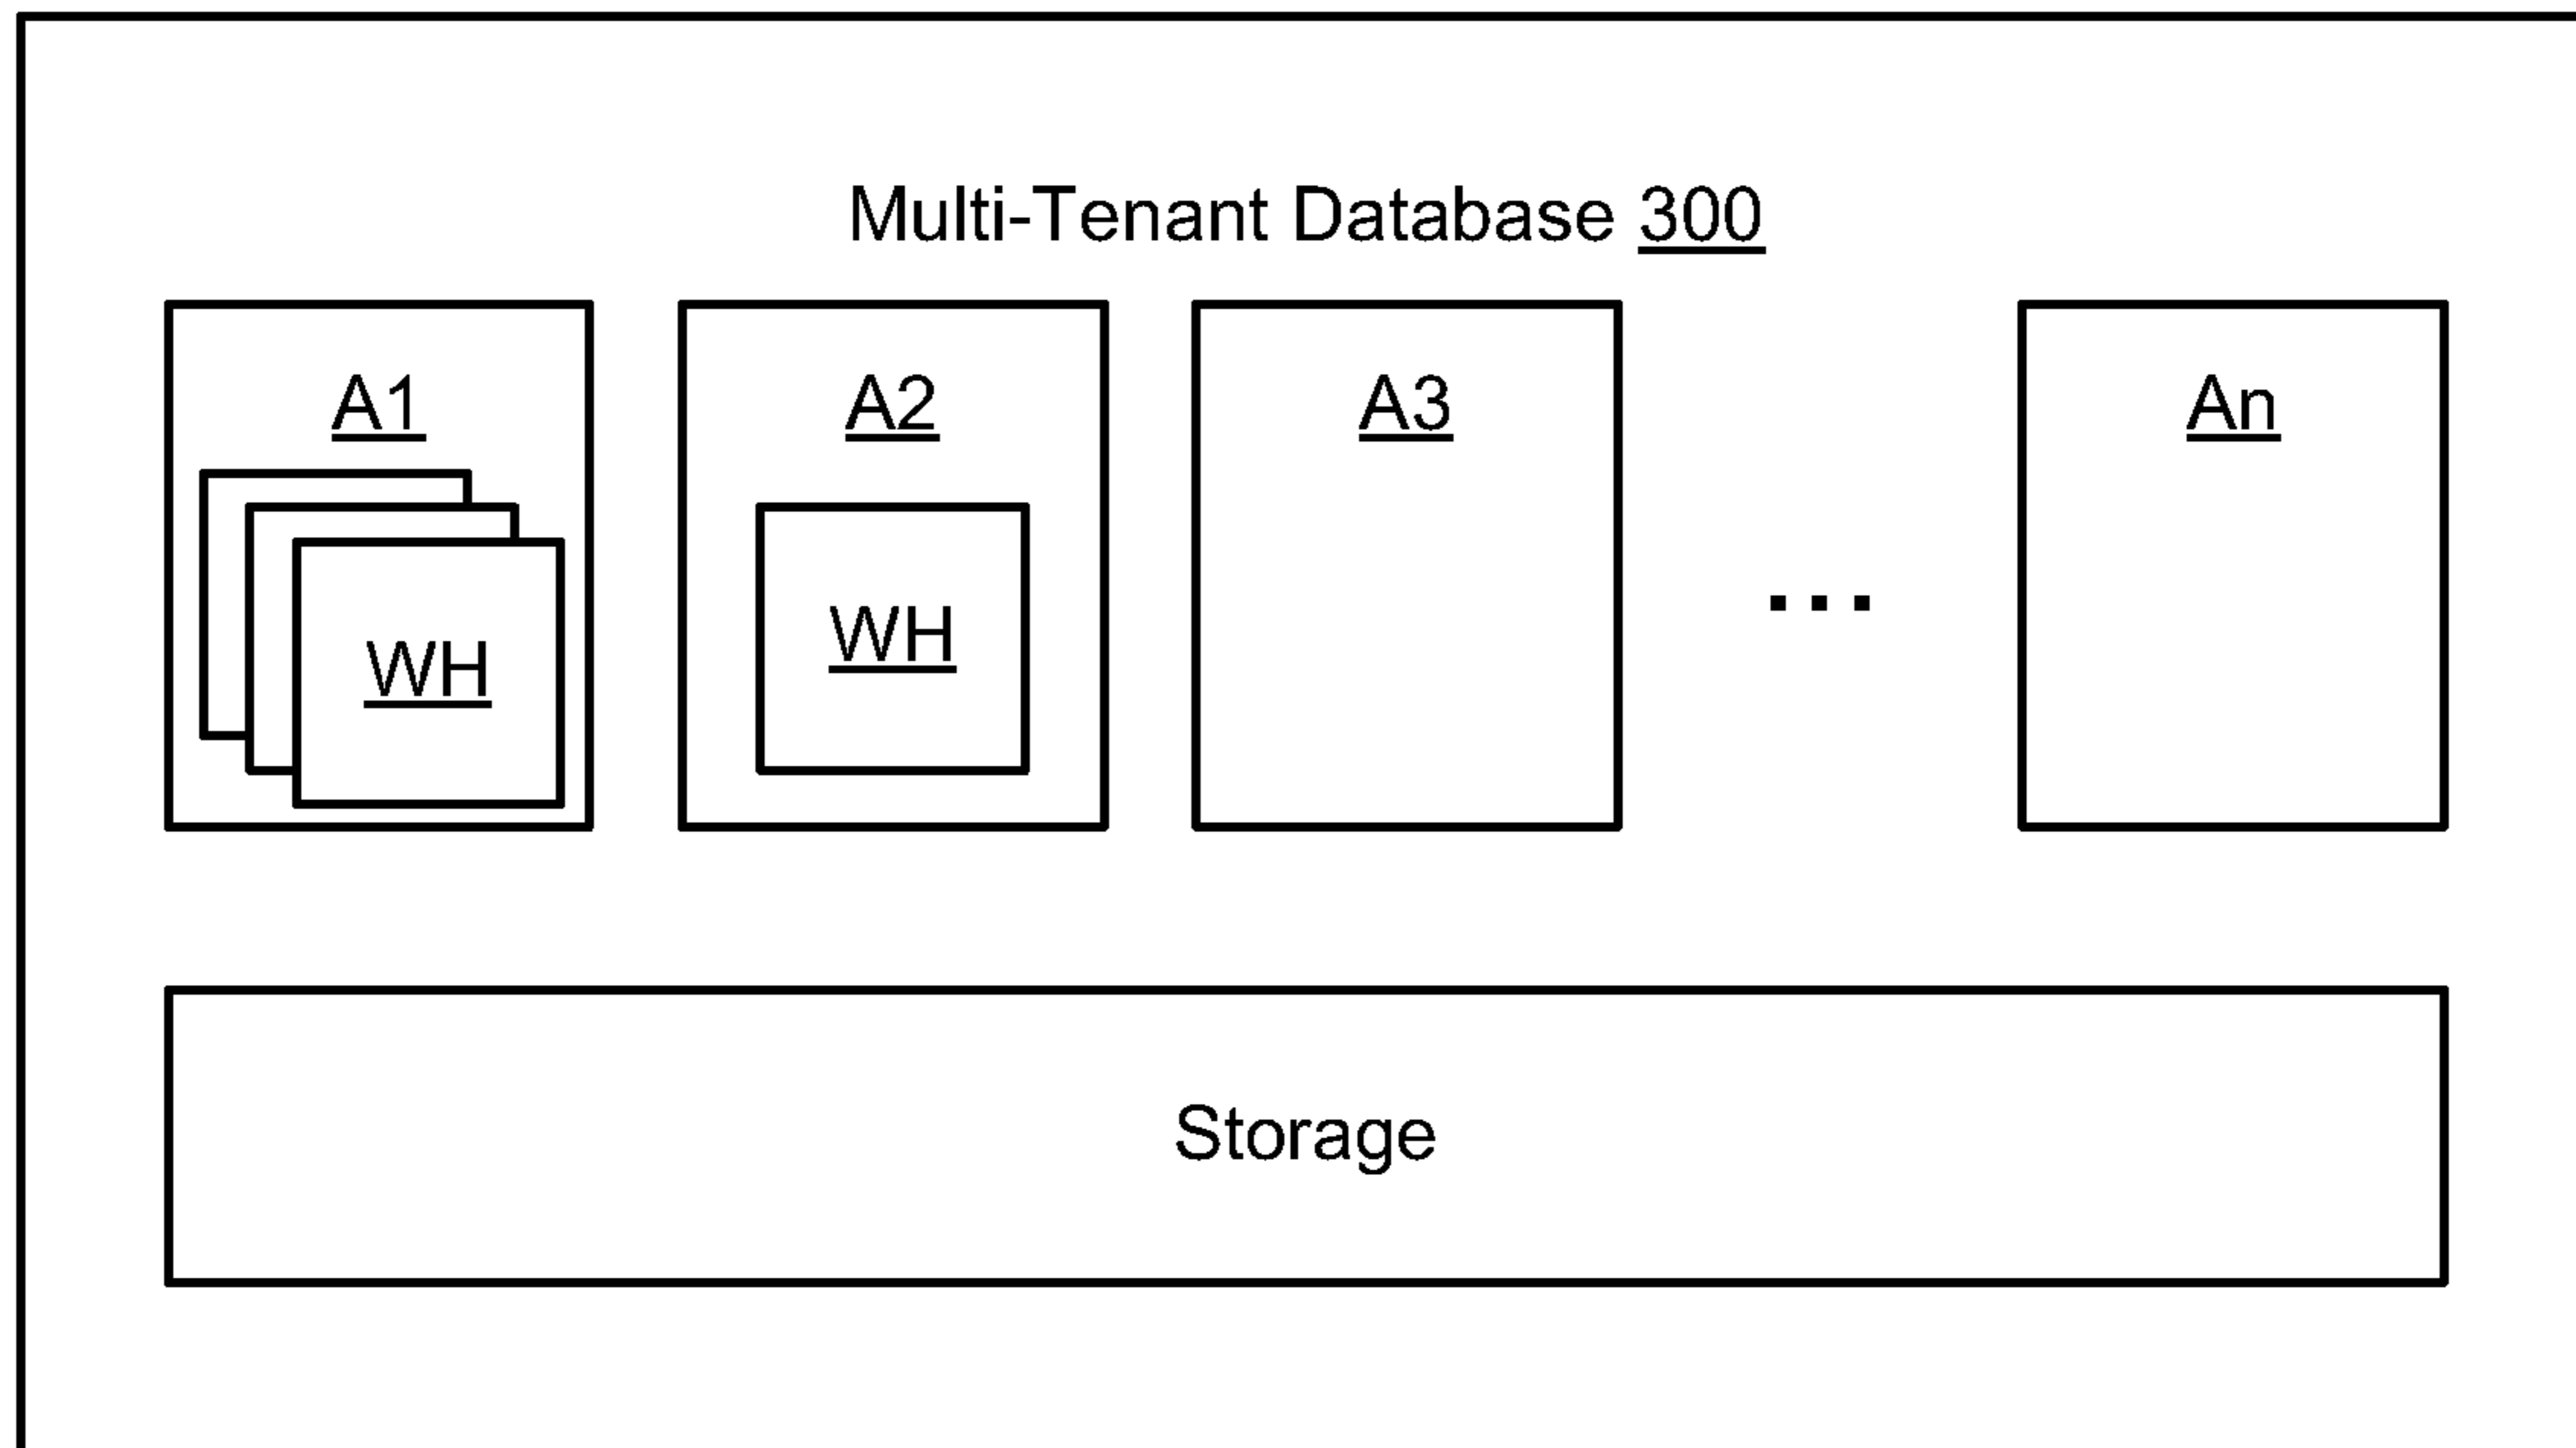 Multi-Tenant Database 300
A1
A2
A3
An
WH
WH
...
Storage